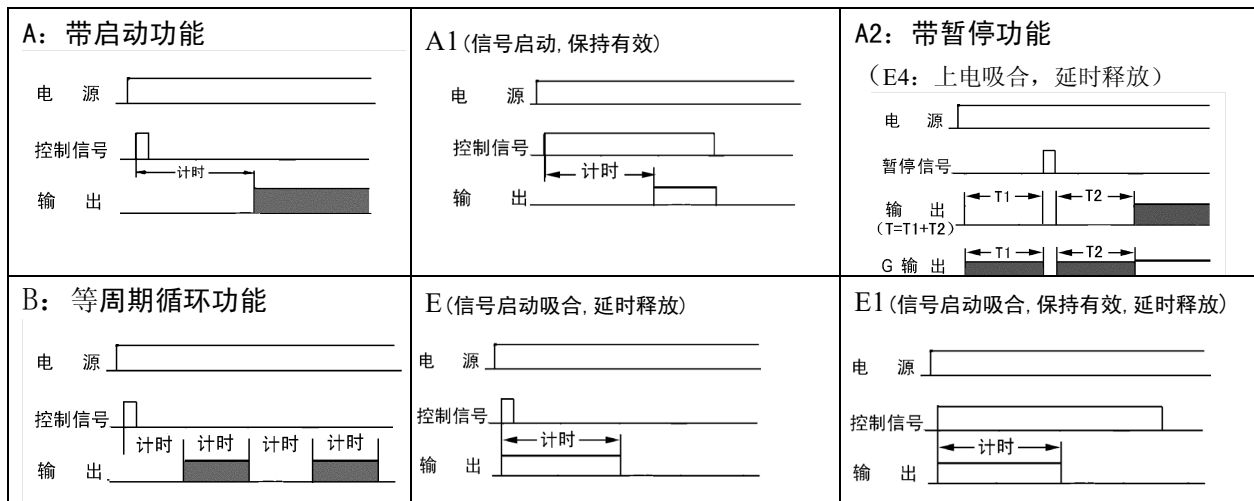 A：带启动功能
电 源
控制信号
计时
输 出
A1(信号启动,保持有效)
电 源
控制信号
计时
输 出
A2：带暂停功能
（E4：上电吸合，延时释放）
电 源
暂停信号
T1 T2
输 出
（T=T1+T2）
T1 T2
G 输 出
B：等周期循环功能
电 源
控制信号
计时 计时 计时 计时
输 出
E(信号启动吸合,延时释放)
电 源
控制信号
计时
输 出
E1(信号启动吸合,保持有效,延时释放)
电 源
控制信号
计时
输 出